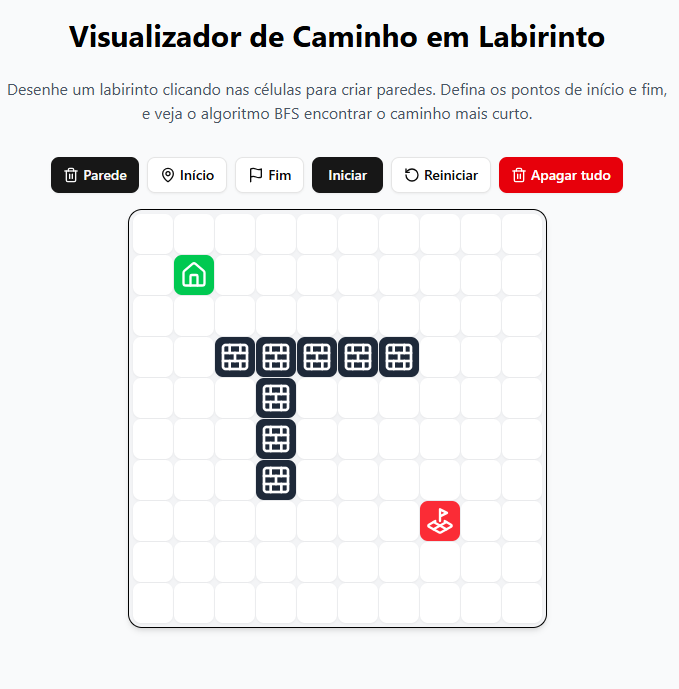 Visualizador de Caminho em Labirinto
Desenhe um labirinto clicando nas células para criar paredes. Defina os pontos de início e fim,
e veja o algoritmo BFS encontrar o caminho mais curto.
Parede Início Fim Iniciar Reiniciar Apagar tudo